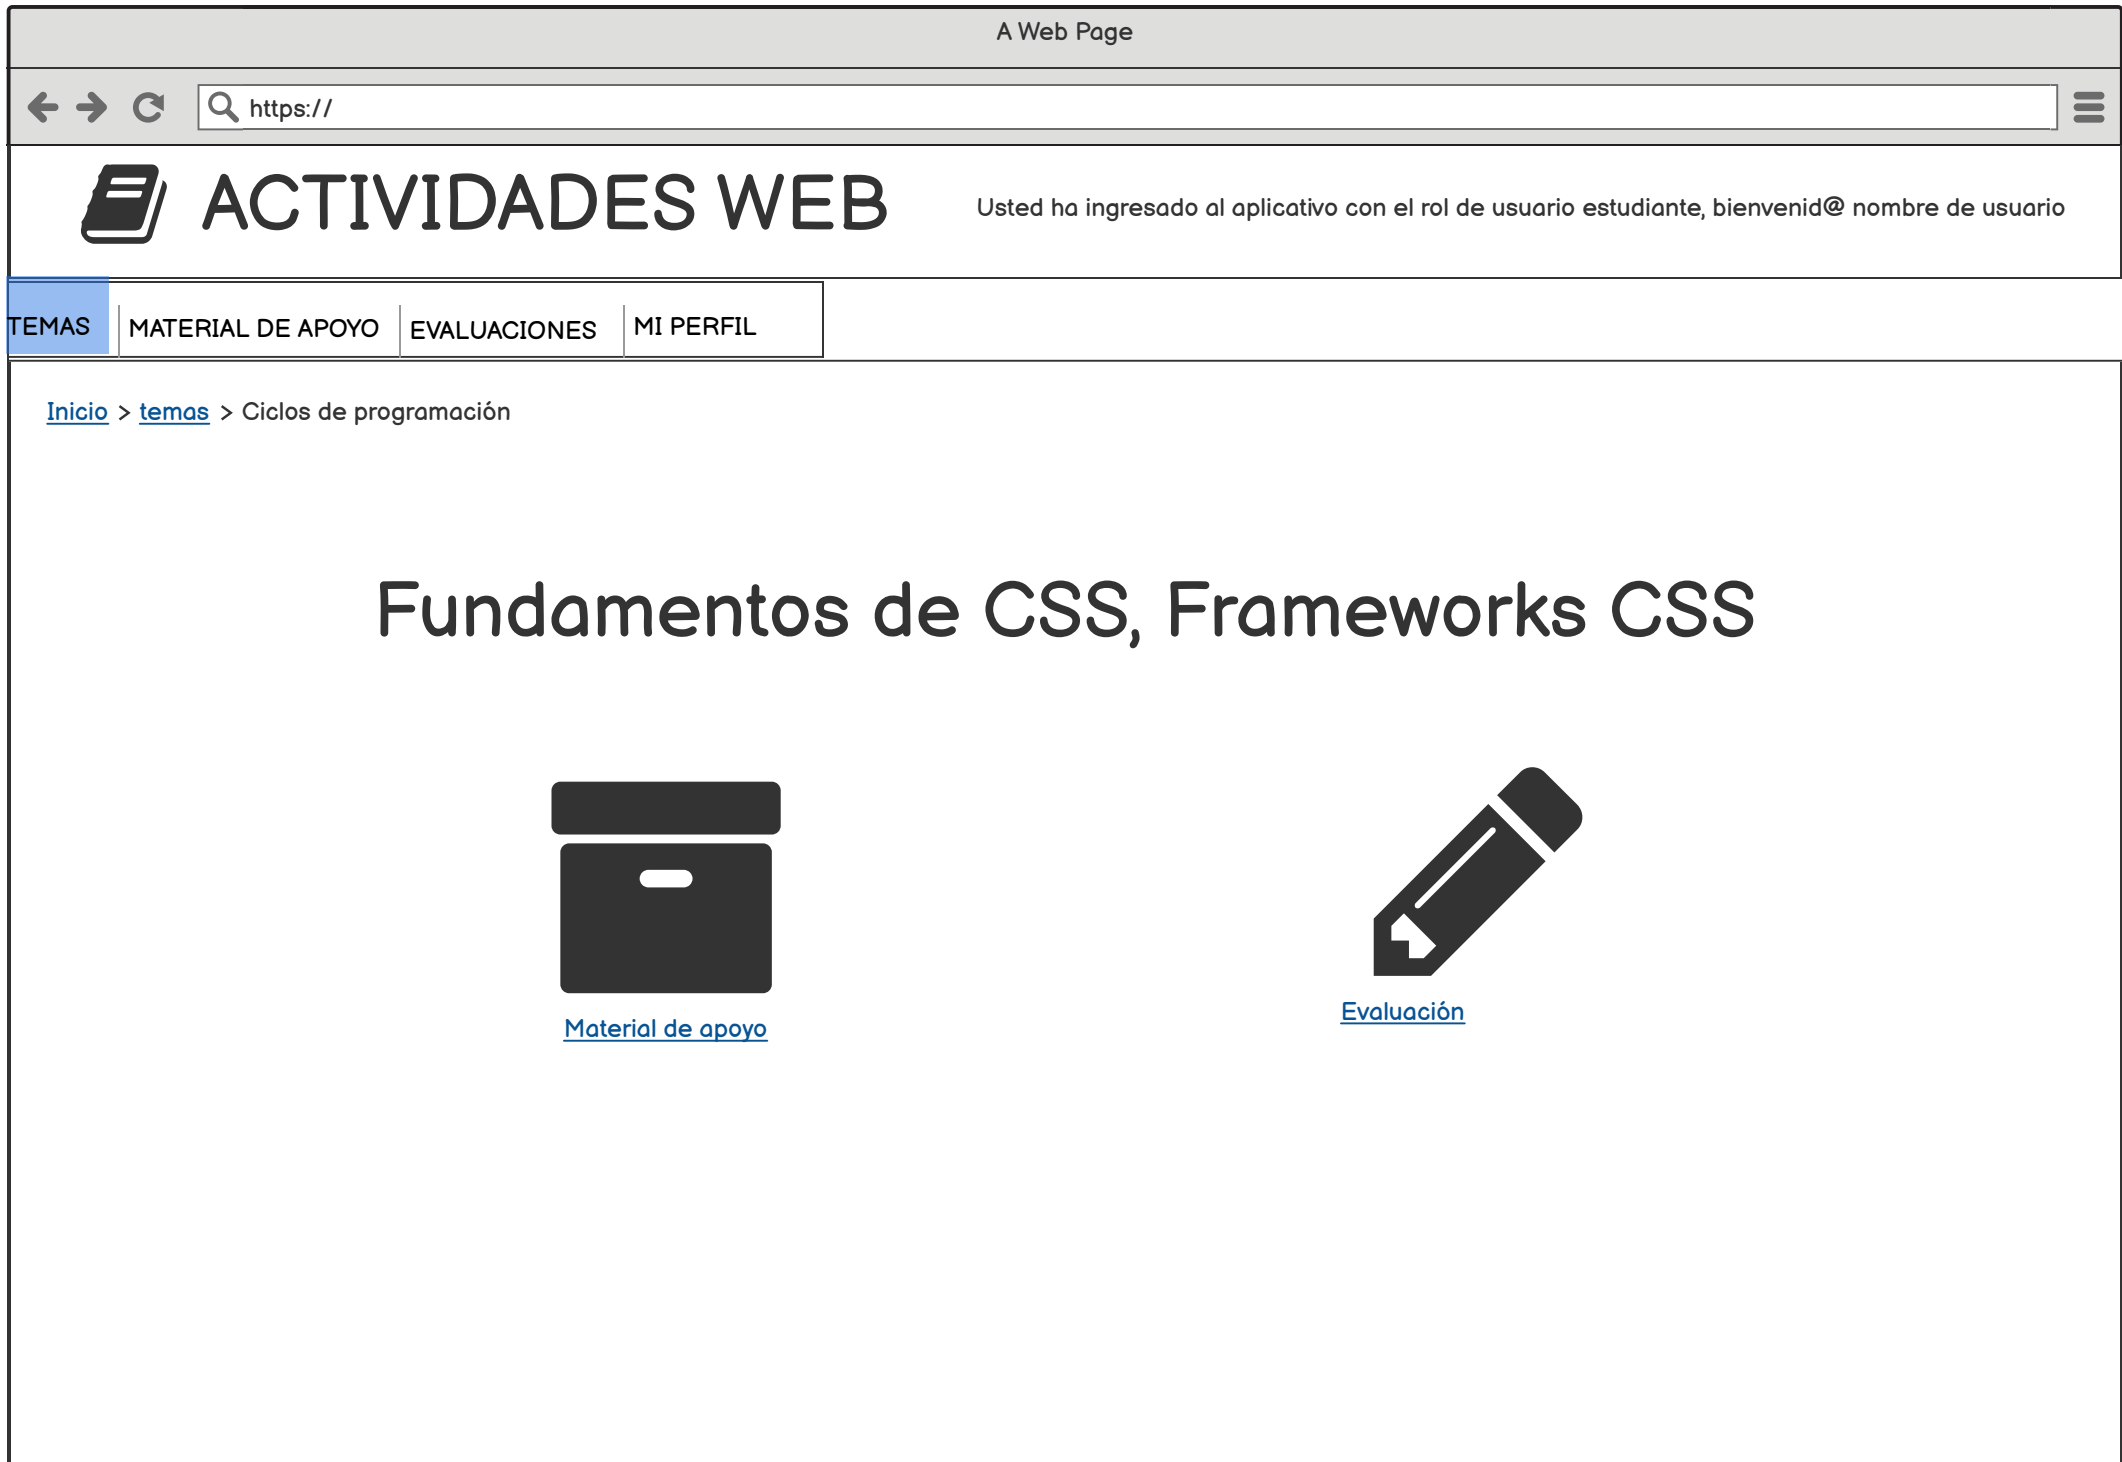 A Web Page
https://
ACTIVIDADES WEB
Usted ha ingresado al aplicativo con el rol de usuario estudiante, bienvenid@ nombre de usuario
TEMAS MATERIAL DE APOYO EVALUACIONES MI PERFIL
Inicio > temas > Ciclos de programación
Fundamentos de CSS, Frameworks CSS
Material de apoyo
Evaluación